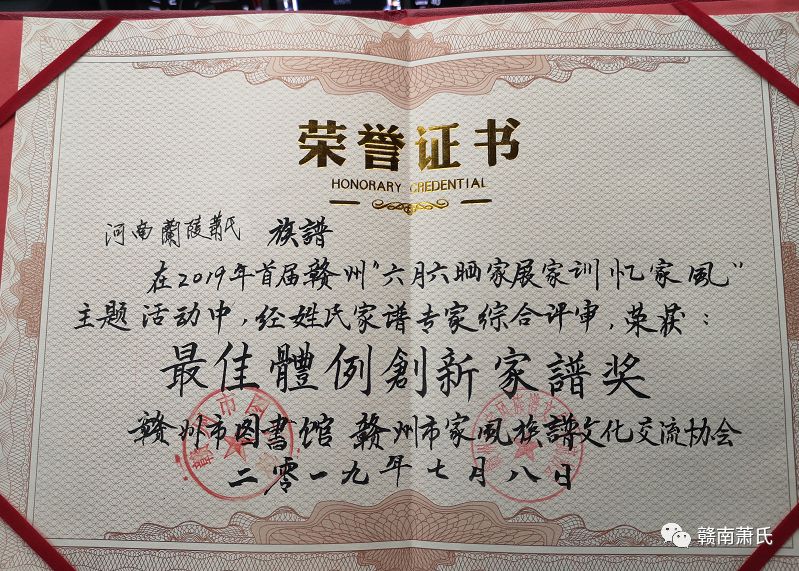 荣誉证书
HONORARY CREDENTIAL
河南蘭陵萧氏 族譜
在2019年首届赣州"六月六晒家展家训忆家風"
主题活动中,经姓氏家谱专家综合评审,荣获:
最佳體例創新家譜奖
赣州市图書馆 赣州市家風族譜文化交流协会
二零一九年七月八日
赣南萧氏